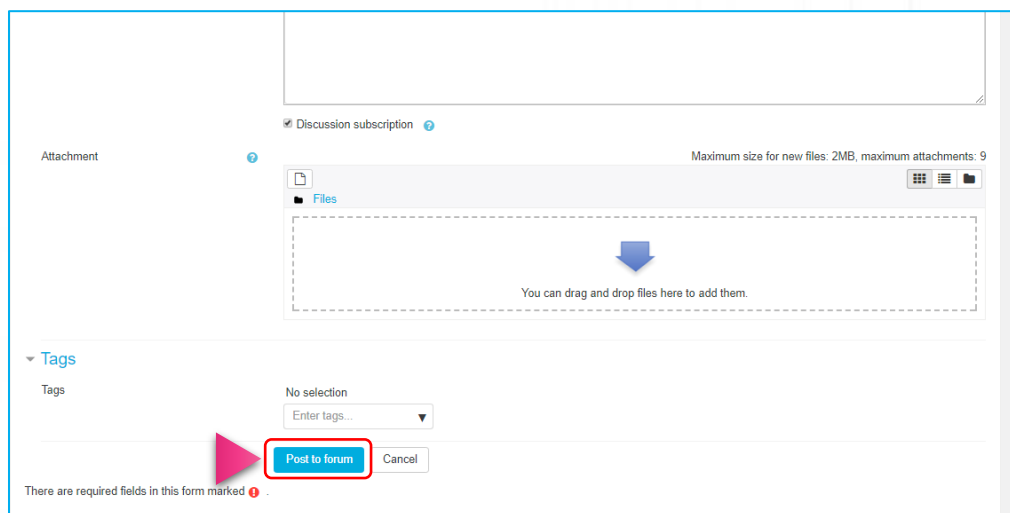 Discussion subscription
Attachment
Maximum size for new files: 2MB, maximum attachments: 9
Files
You can drag and drop files here to add them.
Tags
Tags
No selection
Enter tags...
Post to forum Cancel
There are required fields in this form marked .